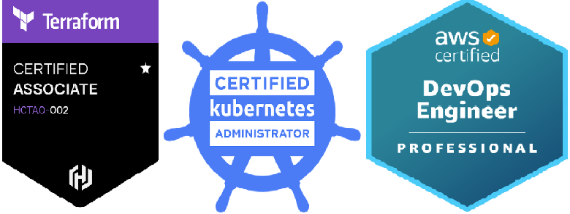 Terraform
CERTIFIED
ASSOCIATE
HCTAO-002
CERTIFIED
kubernetes
ADMINISTRATOR
aws
certified
DevOps
Engineer
PROFESSIONAL